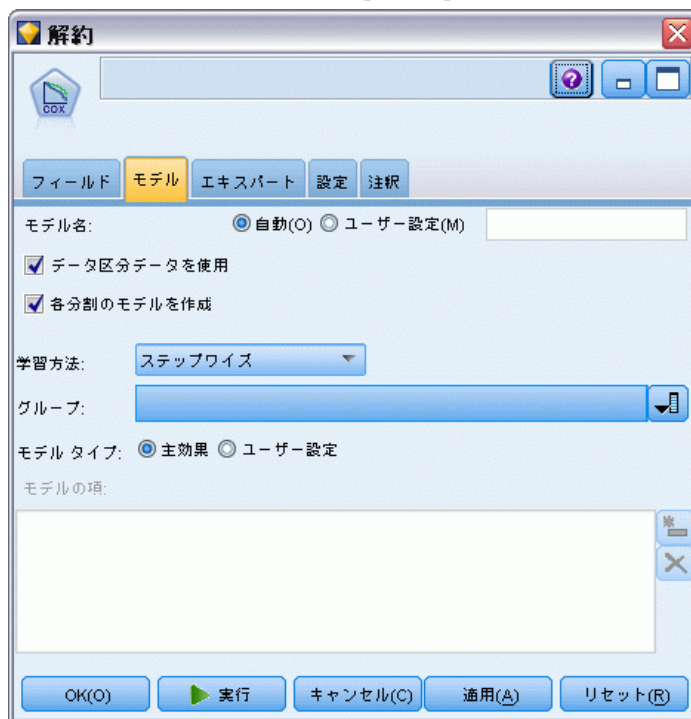 解約
COX
フィールド モデル エキスパート 設定 注釈
モデル名: 自動(O) ユーザー設定(M)
データ区分データを使用
各分割のモデルを作成
学習方法: ステップワイズ
グループ:
モデル タイプ: 主効果 ユーザー設定
モデルの項:
OK(O) 実行 キャンセル(C) 適用(A) リセット(R)